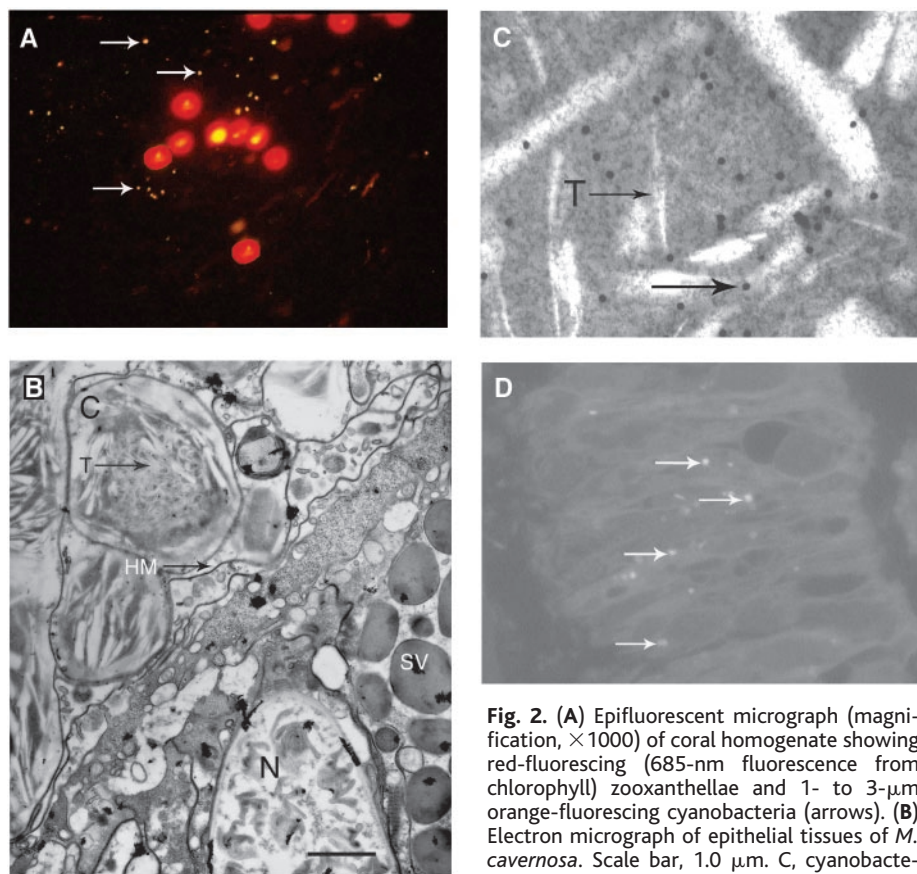 A
C
T
B
C
T
HM
SV
N
D
Fig. 2. (A) Epifluorescent micrograph (magni-
fication, ×1000) of coral homogenate showing
red-fluorescing (685-nm fluorescence from
chlorophyll) zooxanthellae and 1- to 3-μm
orange-fluorescing cyanobacteria (arrows). (B)
Electron micrograph of epithelial tissues of M.
cavernosa. Scale bar, 1.0 μm. C, cyanobacte-